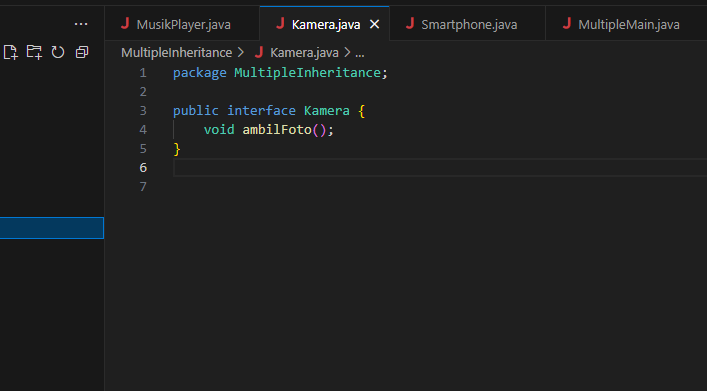 MusikPlayer.java
Kamera.java
Smartphone.java
MultipleMain.java
MultipleInheritance > Kamera.java > ...
1 package MultipleInheritance;
2
3 public interface Kamera {
4 void ambilFoto();
5 }
6
7